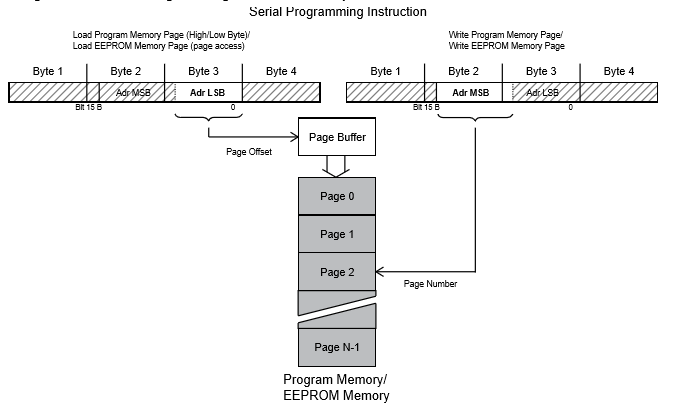 Serial Programming Instruction
Load Program Memory Page (High/Low Byte)/
Load EEPROM Memory Page (page access)
Write Program Memory Page/
Write EEPROM Memory Page
Byte 1 Byte 2 Byte 3 Byte 4
Byte 1 Byte 2 Byte 3 Byte 4
Adr MSB Adr LSB
Adr MSB Adr LSB
Bit 15 B 0
Bit 15 B 0
Page Buffer
Page Offset
Page 0
Page 1
Page 2
Page Number
Page N-1
Program Memory/
EEPROM Memory